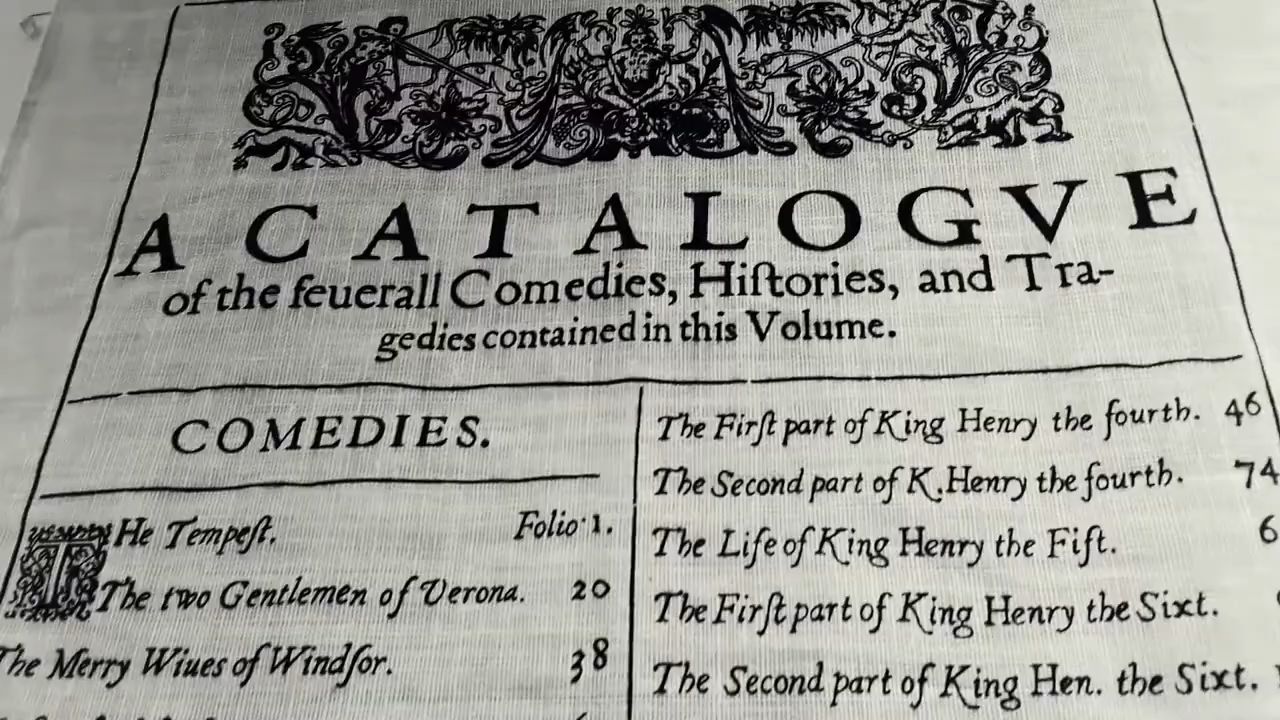 A CATALOGVE
of the ſeuerall Comedies, Hiſtories, and Tra-
gedies contained in this Volume.
COMEDIES.
THe Tempeſt. Folio 1.
The two Gentlemen of Verona. 20
The Merry Wiues of Windſor. 38
The Firſt part of King Henry the fourth. 46
The Second part of K. Henry the fourth. 74
The Life of King Henry the Fift. 6
The Firſt part of King Henry the Sixt.
The Second part of King Hen. the Sixt.